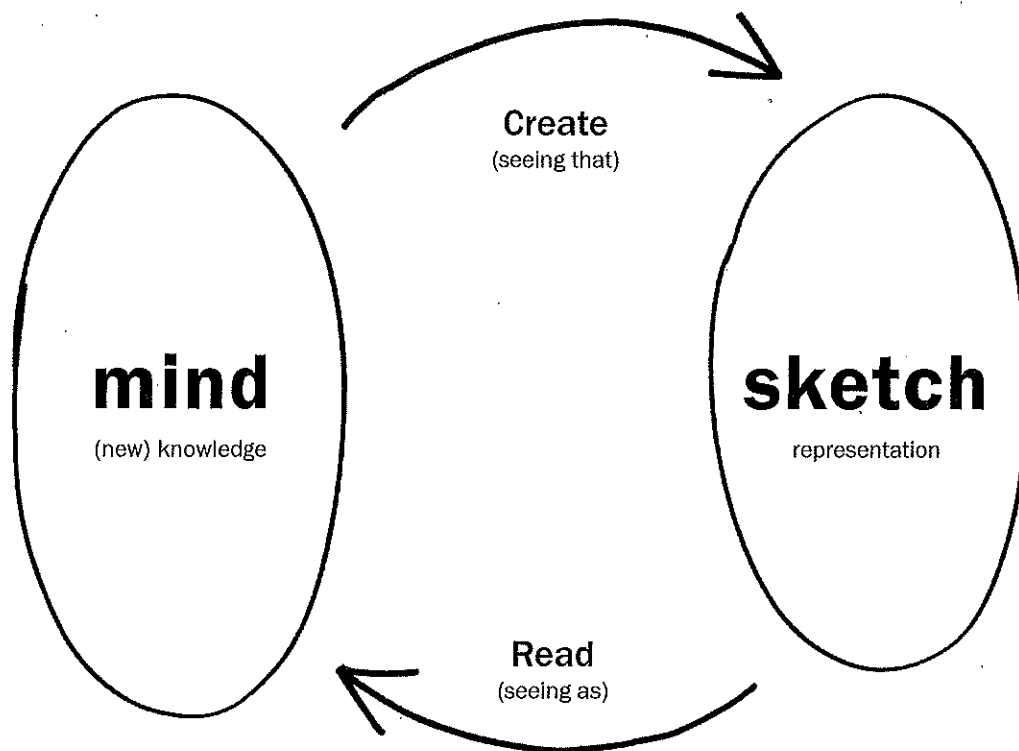 Create
(seeing that)
mind
(new) knowledge
sketch
representation
Read
(seeing as)